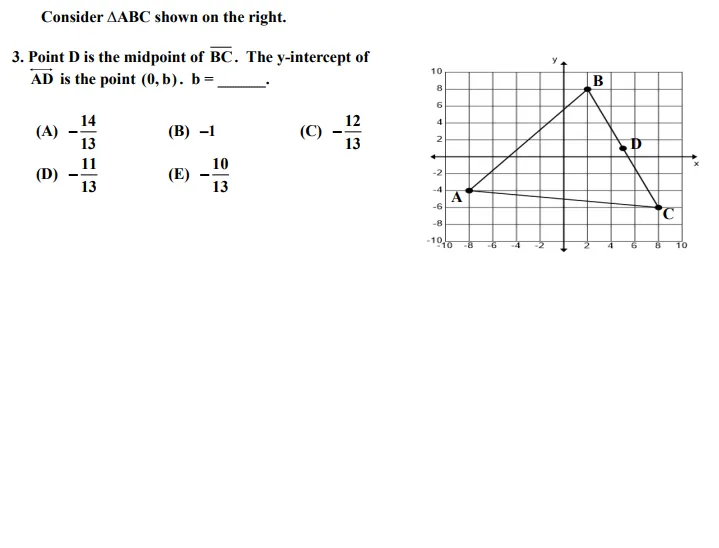 Consider ΔABC shown on the right.
3. Point D is the midpoint of BC. The y-intercept of
AD is the point (0, b). b = ______.
(A) −14/13 (B) −1 (C) −12/13
(D) −11/13 (E) −10/13
y
10
8
6
4
2
-2
-4
-6
-8
-10
-10 -8 -6 -4 -2 2 4 6 8 10
x
A
B
C
D